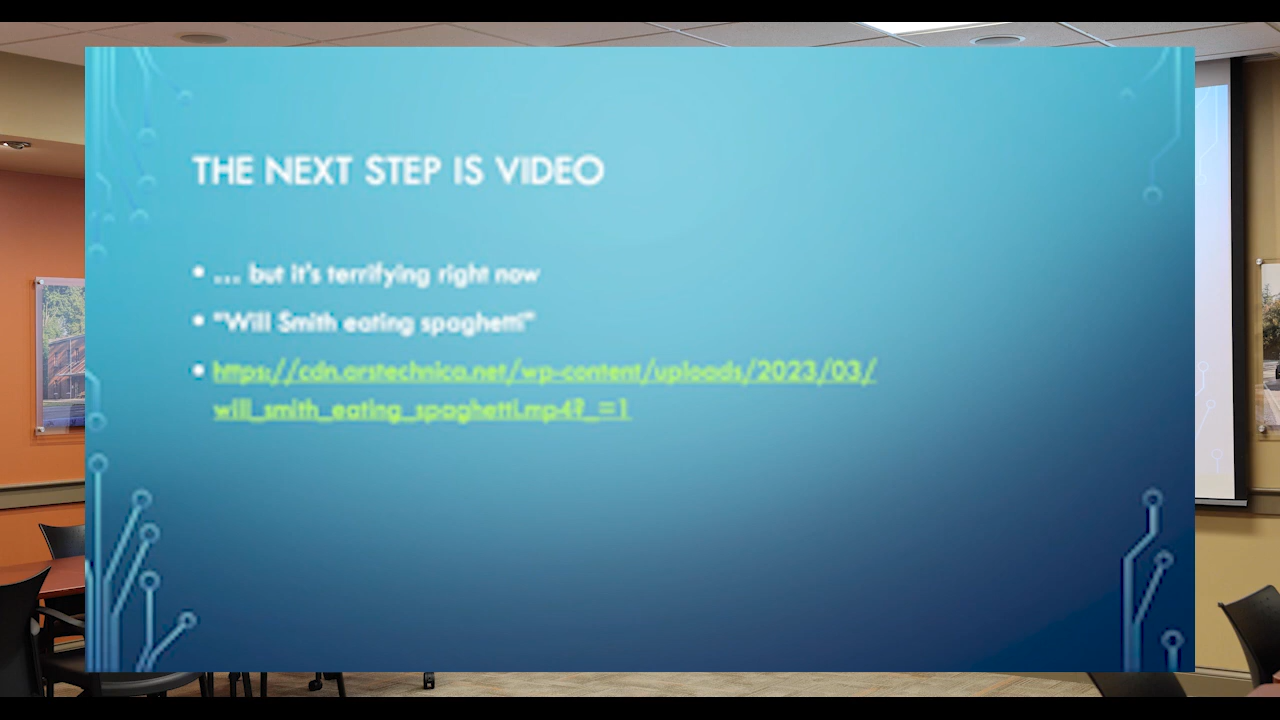 THE NEXT STEP IS VIDEO
• ... but it's terrifying right now
• "Will Smith eating spaghetti"
• https://cdn.arstechnica.net/wp-content/uploads/2023/03/
will_smith_eating_spaghetti.mp4?_=1